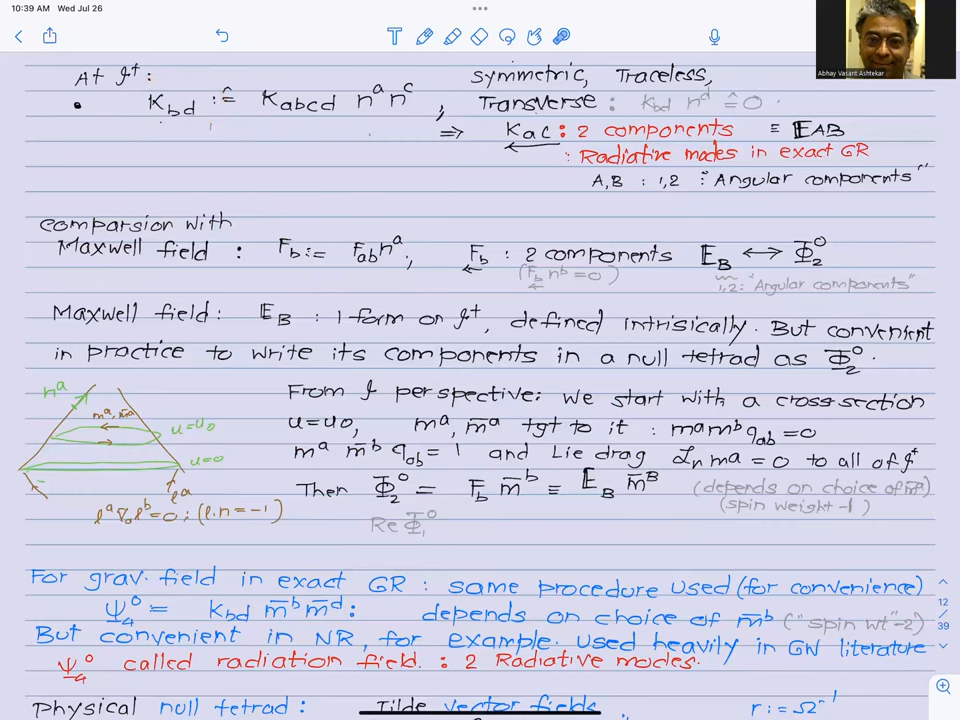 10:39 AM Wed Jul 26
Abhay Vasant Ashtekar
At 𝓘⁺:
• K_bd :≙ K_abcd n^a n^c , Symmetric, Traceless,
Transverse : K_bd n^d ≙ 0
⇒ K_ac : 2 components ≡ 𝔼_AB
: Radiative modes in exact GR
A,B : 1,2 : "Angular components"
comparsion with
Maxwell field : F_b := F_ab n^a , F_b : 2 components 𝔼_B ↔ Φ₂⁰
(F_b n^b = 0) 1,2: "Angular components"
Maxwell field: E_B : 1 form on 𝓘⁺, defined intrisically. But convenient
in practice to write its components in a null tetrad as Φ₂⁰.
From 𝓘 perspective: we start with a cross-section
u=u₀, m^a, m̄^a tgt to it : m^a m^b q_ab = 0
m^a m̄^b q_ab = 1 and Lie drag 𝓛_n m^a = 0 to all of 𝓘⁺
Then Φ₂⁰ = F_b m̄^b ≡ 𝔼_B m̄^B (depends on choice of m̄^B)
(spin weight -1)
Re Φ₁⁰
n^a
m^a, m̄^a
u=u₀
u=0
l^a
l^a ∇_a l^b = 0 ; (l.n = -1)
For grav. field in exact GR : same procedure used (for convenience)
Ψ₄⁰ = K_bd m̄^b m̄^d : depends on choice of m̄^b ("spin wt" -2)
But convenient in NR, for example. used heavily in GW literature
Ψ₄⁰ called radiation field. : 2 Radiative modes.
Physical null tetrad : Tilde vector fields r := Ω^-1
12
39